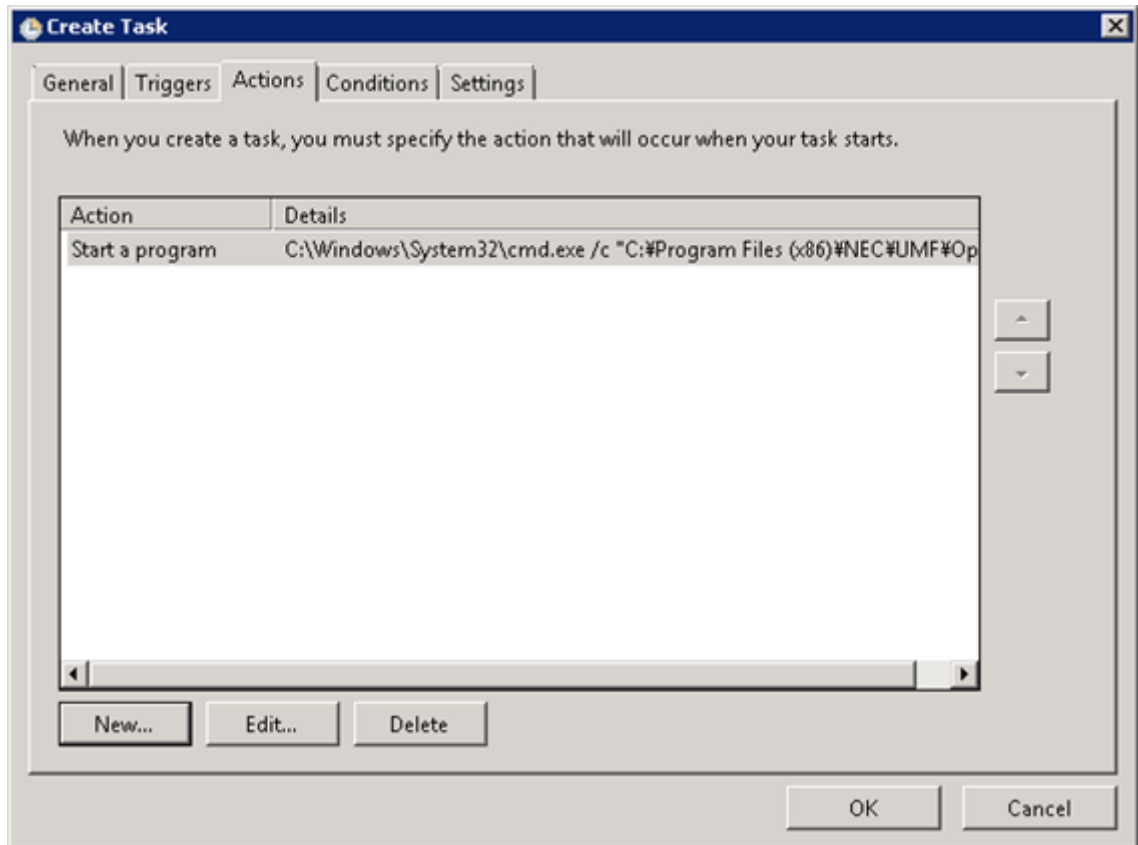 Create Task
General Triggers Actions Conditions Settings
When you create a task, you must specify the action that will occur when your task starts.
Action Details
Start a program C:\Windows\System32\cmd.exe /c "C:¥Program Files (x86)¥NEC¥UMF¥Op
New... Edit... Delete
OK Cancel